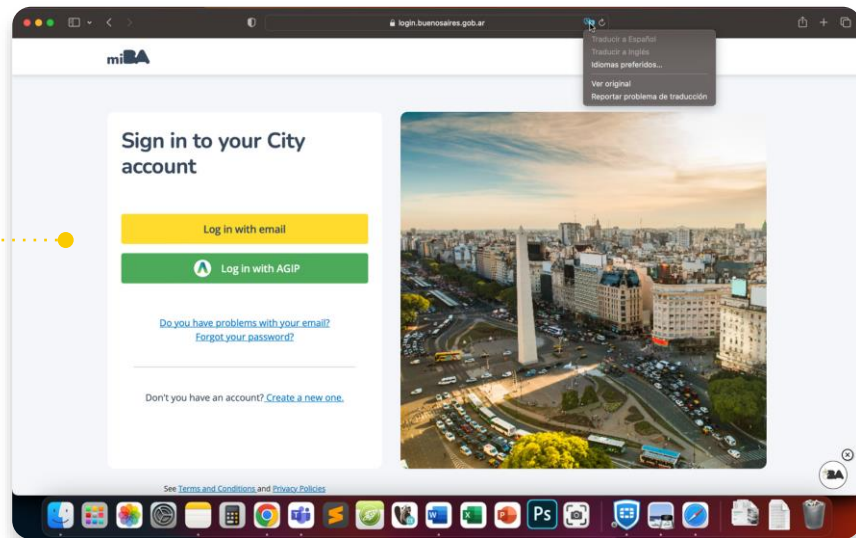 login.buenosaires.gob.ar
Traducir a Español
Traducir a Inglés
Idiomas preferidos...
Ver original
Reportar problema de traducción
miBA
Sign in to your City
account
Log in with email
Log in with AGIP
Do you have problems with your email?
Forgot your password?
Don't you have an account? Create a new one.
See Terms and Conditions and Privacy Policies
BA
Ps